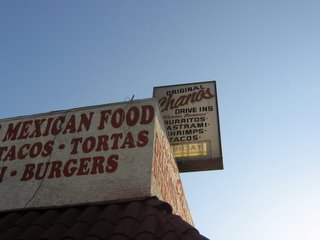 MEXICAN FOOD
TACOS • TORTAS
• BURGERS
ORIGINAL
Chano's
DRIVE INS
BURRITOS
PASTRAMI
SHRIMPS
TACOS